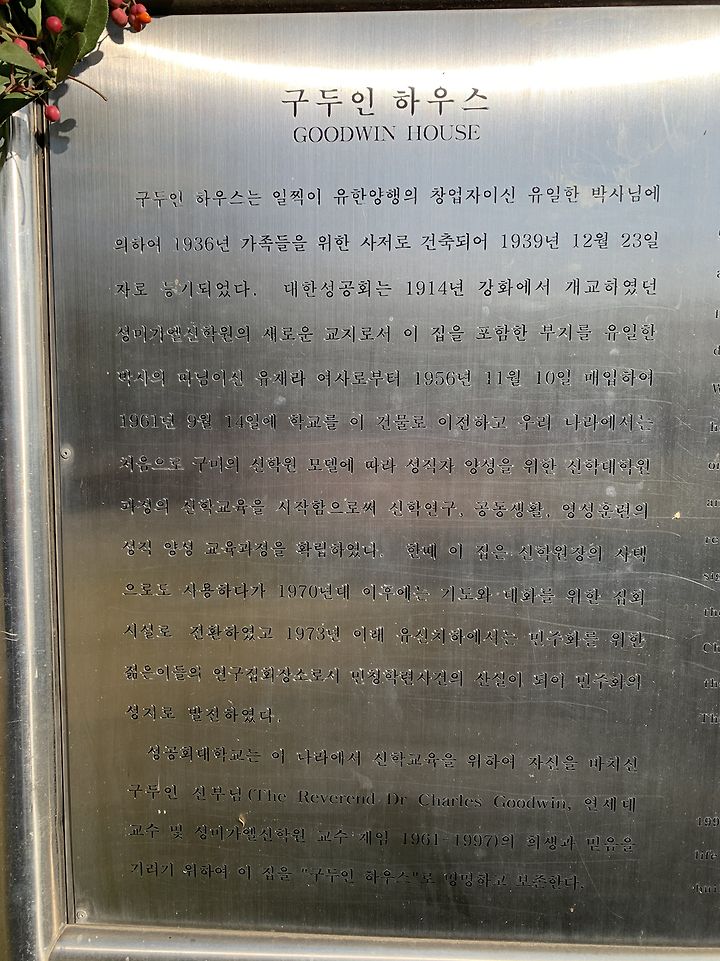 구두인 하우스
GOODWIN HOUSE
구두인 하우스는 일찍이 유한양행의 창업자이신 유일한 박사님에
의하여 1936년 가족들을 위한 사저로 건축되어 1939년 12월 23일
자로 등기되었다. 대한성공회는 1914년 강화에서 개교하였던
성미가엘신학원의 새로운 교지로서 이 집을 포함한 부지를 유일한
박사의 따님이신 유재라 여사로부터 1956년 11월 10일 매입하여
1961년 9월 14일에 학교를 이 건물로 이전하고 우리 나라에서는
처음으로 구미의 신학원 모델에 따라 성직자 양성을 위한 신학대학원
과정의 신학교육을 시작함으로써 신학연구, 공동생활, 영성훈련의
성직 양성 교육과정을 확립하였다. 한때 이 집은 신학원장의 사택
으로도 사용하다가 1970년대 이후에는 기도와 대화를 위한 집회
시설로 전환하였고 1973년 이래 유신치하에서는 민주화를 위한
젊은이들의 연구집회장소로서 민청학련사건의 산실이 되어 민주화의
성지로 발전하였다.
성공회대학교는 이 나라에서 신학교육을 위하여 자신을 바치신
구두인 신부님(The Reverend Dr Charles Goodwin, 연세대
교수 및 성미가엘신학원 교수 재임 1961-1997)의 희생과 믿음을
기리기 위하여 이 집을 "구두인 하우스"로 명명하고 보존한다.